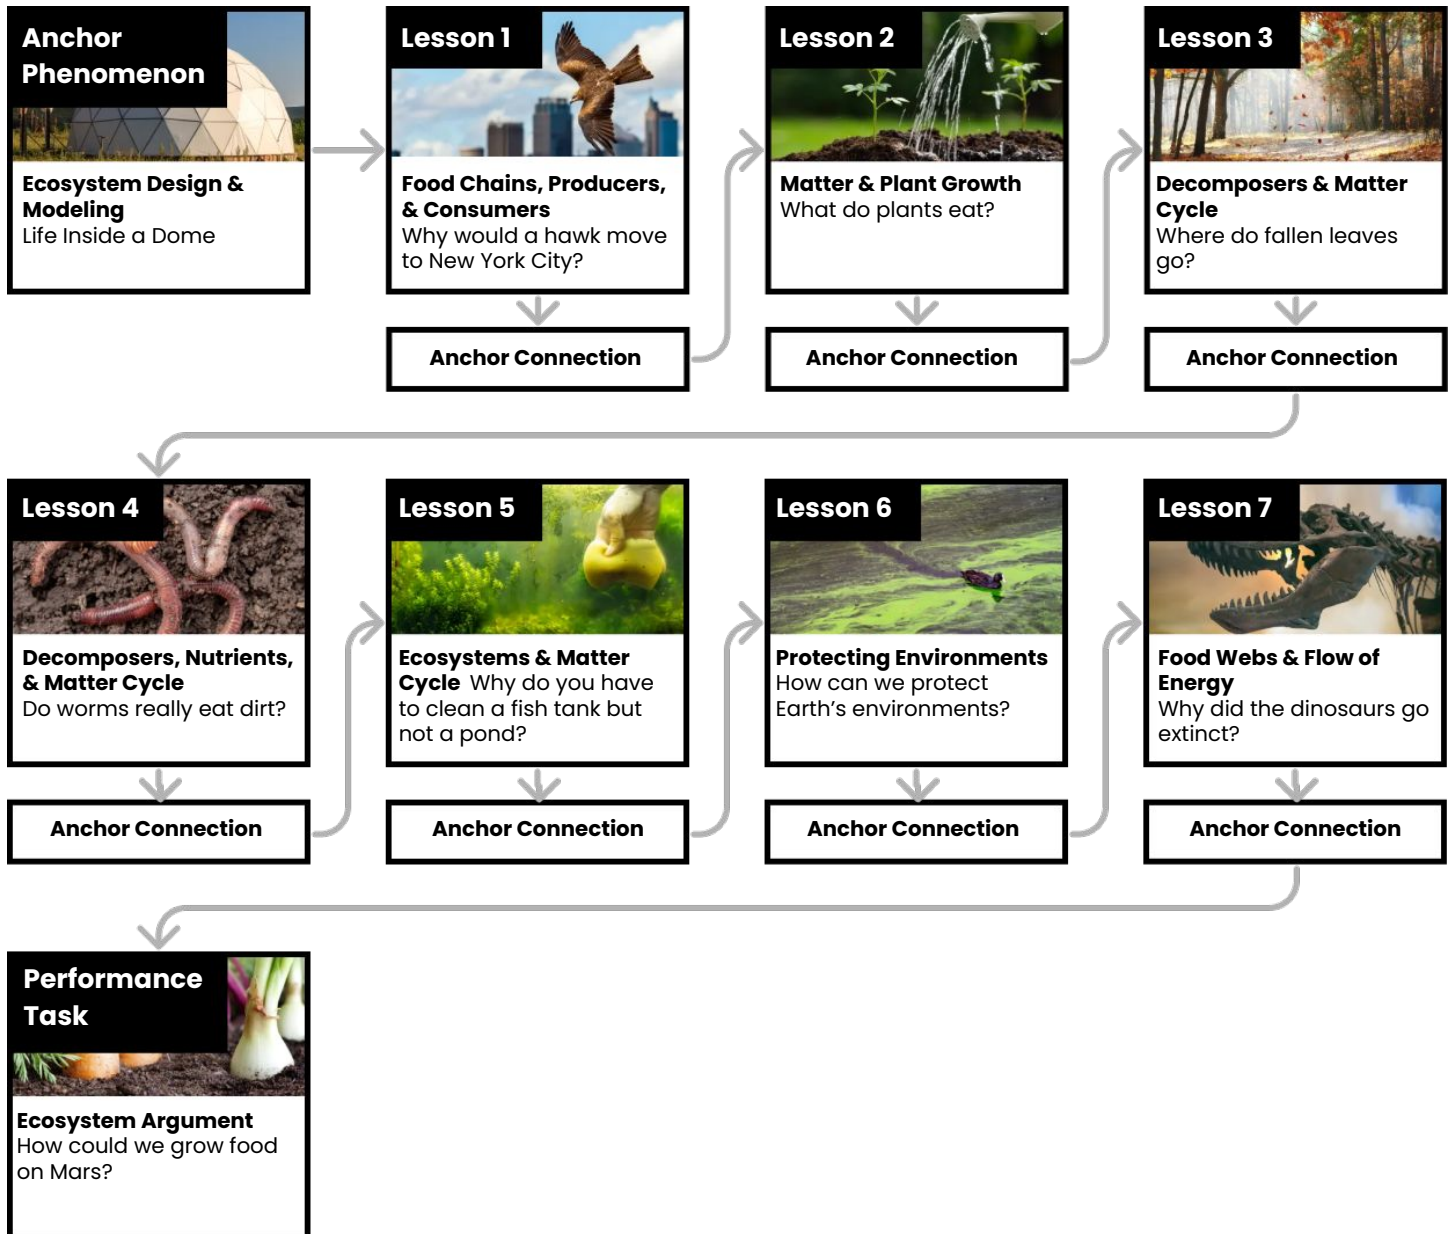 Anchor
Phenomenon
Ecosystem Design &
Modeling
Life Inside a Dome
Lesson 1
Food Chains, Producers,
& Consumers
Why would a hawk move
to New York City?
Anchor Connection
Lesson 2
Matter & Plant Growth
What do plants eat?
Anchor Connection
Lesson 3
Decomposers & Matter
Cycle
Where do fallen leaves
go?
Anchor Connection
Lesson 4
Decomposers, Nutrients,
& Matter Cycle
Do worms really eat dirt?
Anchor Connection
Lesson 5
Ecosystems & Matter
Cycle Why do you have
to clean a fish tank but
not a pond?
Anchor Connection
Lesson 6
Protecting Environments
How can we protect
Earth’s environments?
Anchor Connection
Lesson 7
Food Webs & Flow of
Energy
Why did the dinosaurs go
extinct?
Anchor Connection
Performance
Task
Ecosystem Argument
How could we grow food
on Mars?